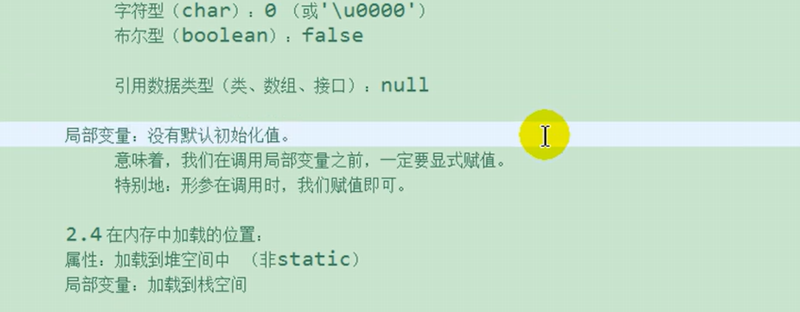 字符型（char）：0 （或'\u0000'）
布尔型（boolean）：false
引用数据类型（类、数组、接口）：null
局部变量：没有默认初始化值。
意味着，我们在调用局部变量之前，一定要显式赋值。
特别地：形参在调用时，我们赋值即可。
2.4 在内存中加载的位置：
属性：加载到堆空间中 （非static）
局部变量：加载到栈空间